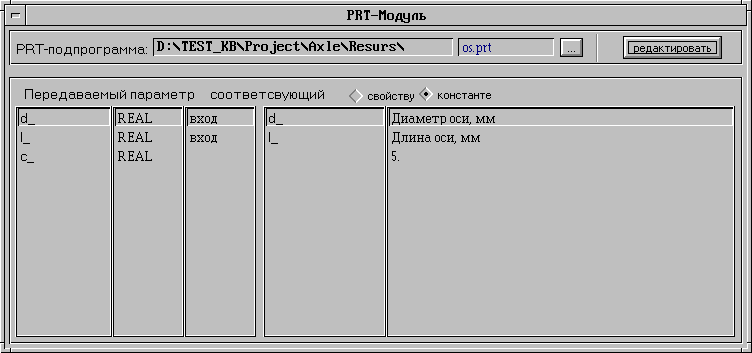 PRT-Модуль
PRT-подпрограмма: D:\TEST_KB\Project\Axle\Resurs\ os.prt ... редактировать
Передаваемый параметр соответсвующий свойству константе
d_ REAL вход d_ Диаметр оси, мм
l_ REAL вход l_ Длина оси, мм
c_ REAL 5.